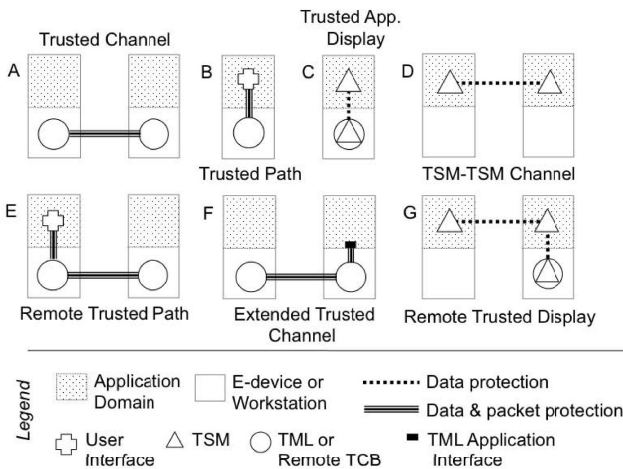 Trusted Channel
Trusted App.
Display
A
B
C
D
Trusted Path
TSM-TSM Channel
E
F
G
Remote Trusted Path
Extended Trusted
Channel
Remote Trusted Display
Legend
Application
Domain
E-device or
Workstation
Data protection
Data & packet protection
User
Interface
TSM
TML or
Remote TCB
TML Application
Interface